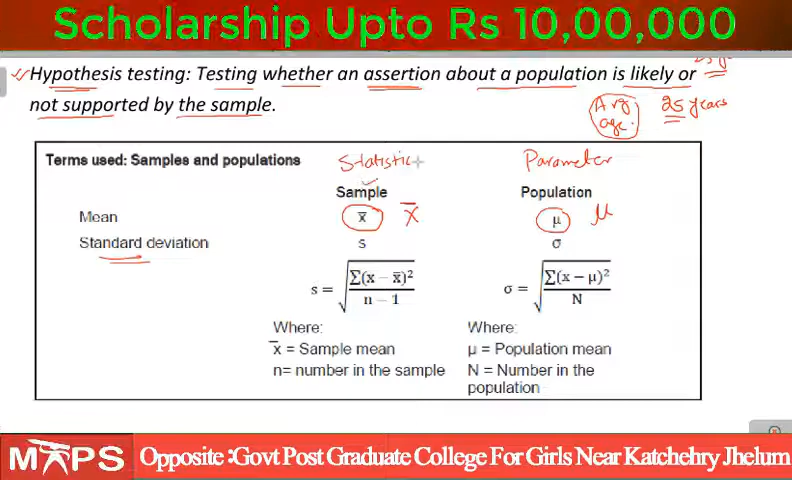 Scholarship Upto Rs 10,00,000
Hypothesis testing: Testing whether an assertion about a population is likely or
not supported by the sample.
Avg age. 25 years
Terms used: Samples and populations Statistic Parameter
Sample Population
Mean x̅ x̅ μ μ
Standard deviation s σ
s = √(Σ(x − x̅)² / (n − 1)) σ = √(Σ(x − μ)² / N)
Where: Where:
x̅ = Sample mean μ = Population mean
n= number in the sample N = Number in the
population
MAPS Opposite :Govt Post Graduate College For Girls Near Katchehry Jhelum